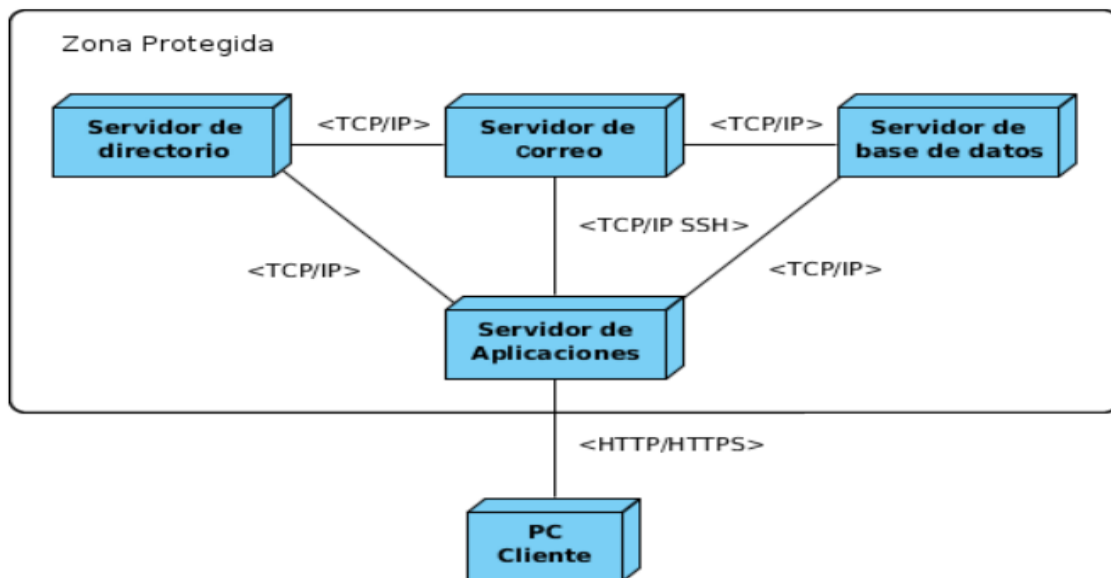 Zona Protegida
Servidor de
directorio
<TCP/IP>
Servidor de
Correo
<TCP/IP>
Servidor de
base de datos
<TCP/IP SSH>
<TCP/IP>
<TCP/IP>
Servidor de
Aplicaciones
<HTTP/HTTPS>
PC
Cliente